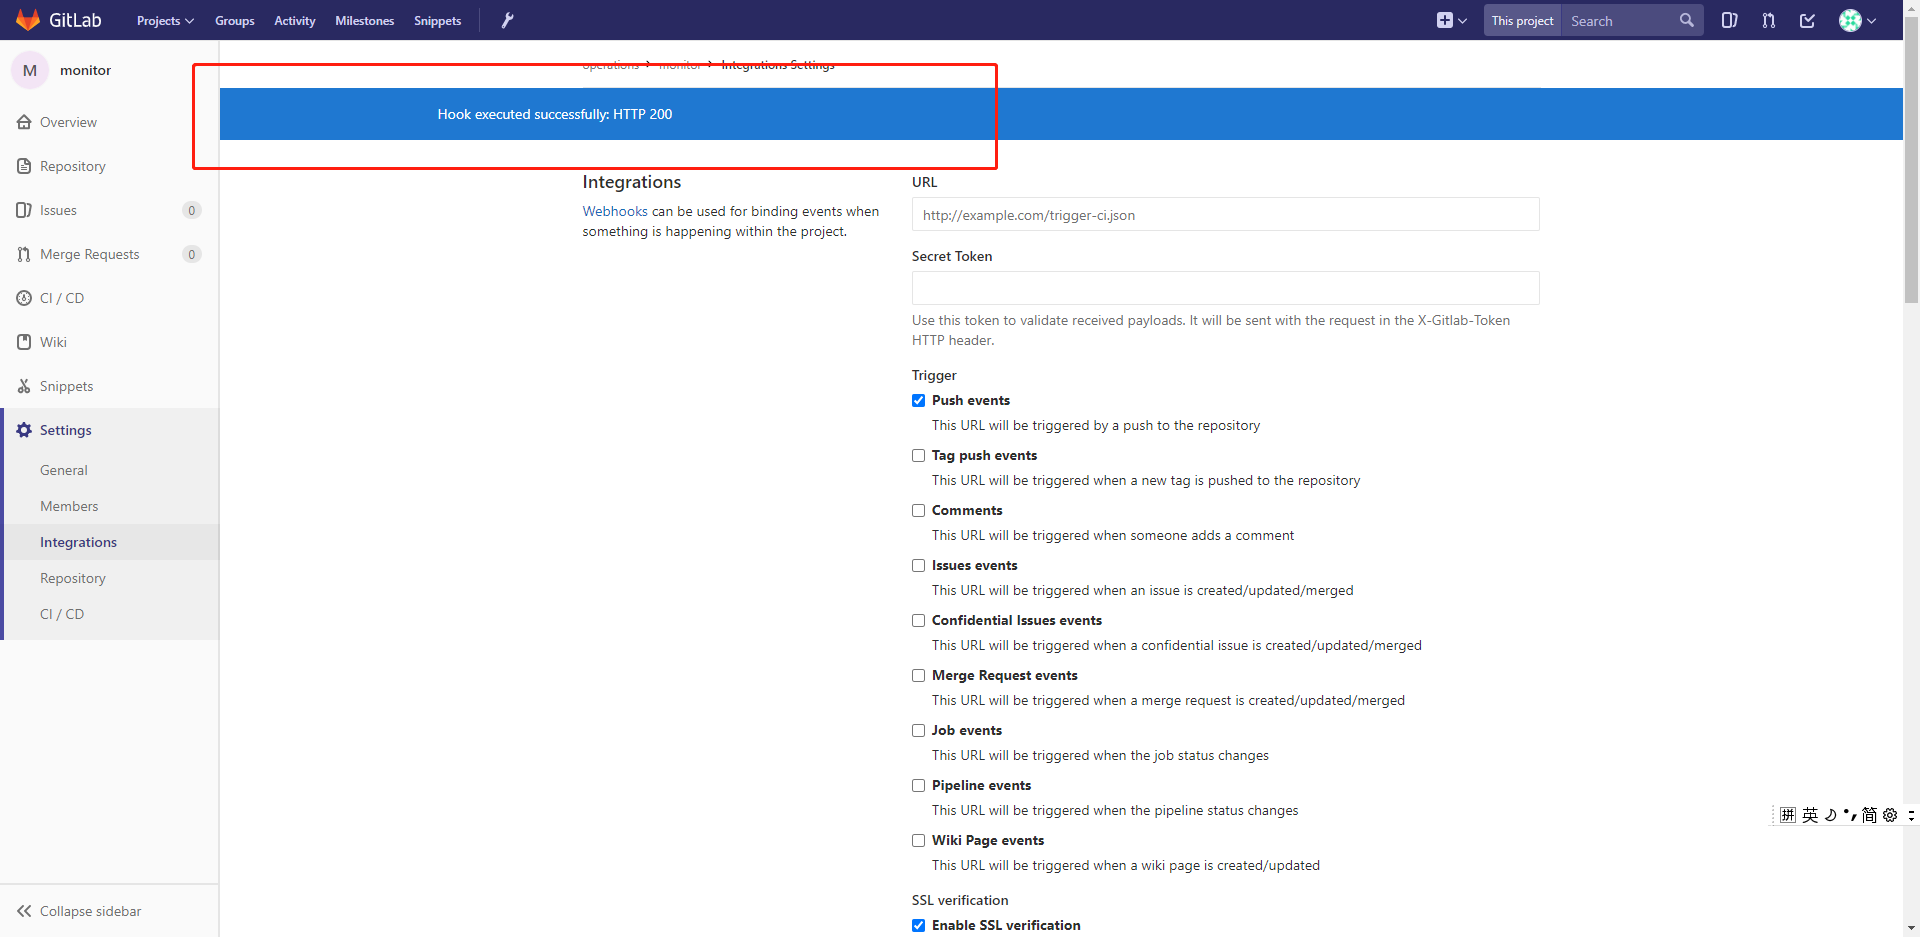 GitLab Projects Groups Activity Milestones Snippets This project Search
M monitor
operations > monitor > Integrations Settings
Hook executed successfully: HTTP 200
Overview
Repository
Issues 0
Merge Requests 0
CI / CD
Wiki
Snippets
Settings
General
Members
Integrations
Repository
CI / CD
Collapse sidebar
Integrations
Webhooks can be used for binding events when
something is happening within the project.
URL
http://example.com/trigger-ci.json
Secret Token
Use this token to validate received payloads. It will be sent with the request in the X-Gitlab-Token
HTTP header.
Trigger
Push events
This URL will be triggered by a push to the repository
Tag push events
This URL will be triggered when a new tag is pushed to the repository
Comments
This URL will be triggered when someone adds a comment
Issues events
This URL will be triggered when an issue is created/updated/merged
Confidential Issues events
This URL will be triggered when a confidential issue is created/updated/merged
Merge Request events
This URL will be triggered when a merge request is created/updated/merged
Job events
This URL will be triggered when the job status changes
Pipeline events
This URL will be triggered when the pipeline status changes
Wiki Page events
This URL will be triggered when a wiki page is created/updated
SSL verification
Enable SSL verification
拼 英 简